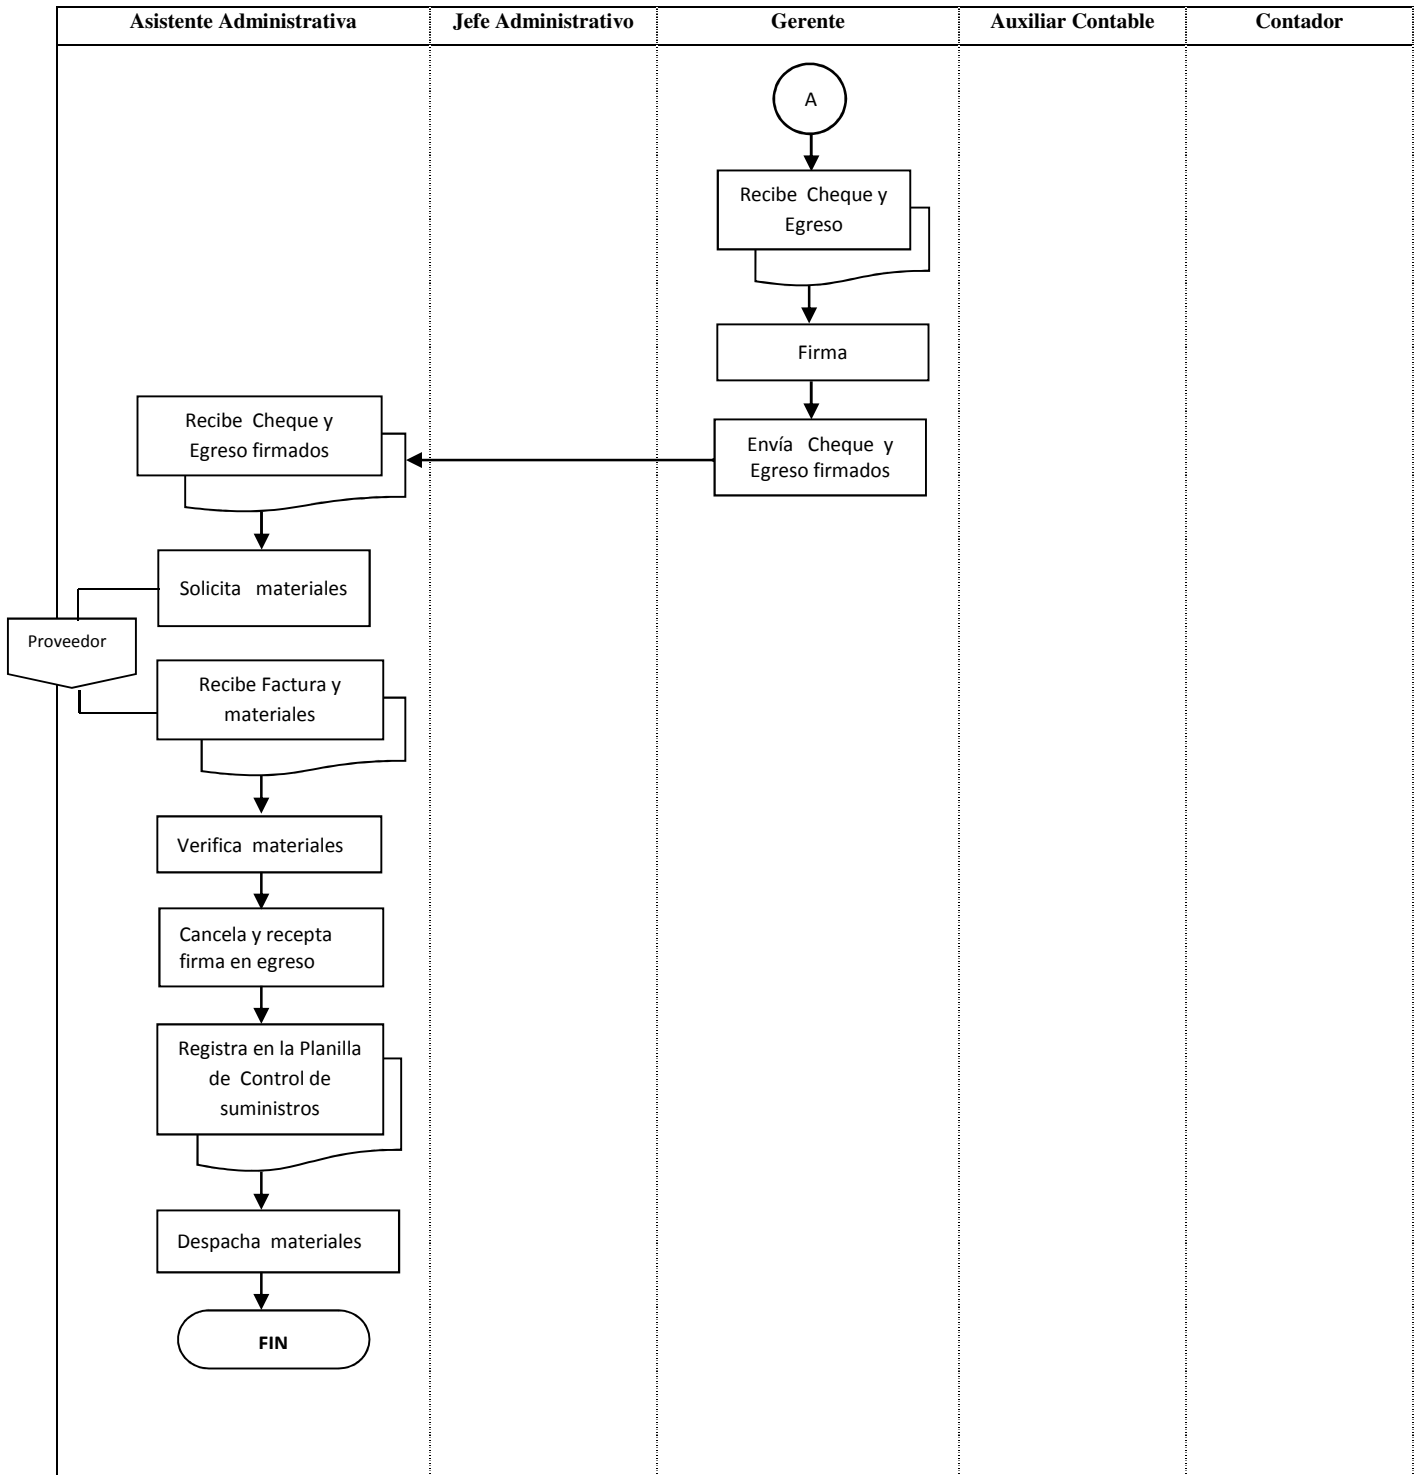 Asistente Administrativa
Jefe Administrativo
Gerente
Auxiliar Contable
Contador
A
Recibe Cheque y
Egreso
Firma
Envía Cheque y
Egreso firmados
Recibe Cheque y
Egreso firmados
Solicita materiales
Proveedor
Recibe Factura y
materiales
Verifica materiales
Cancela y recepta
firma en egreso
Registra en la Planilla
de Control de
suministros
Despacha materiales
FIN